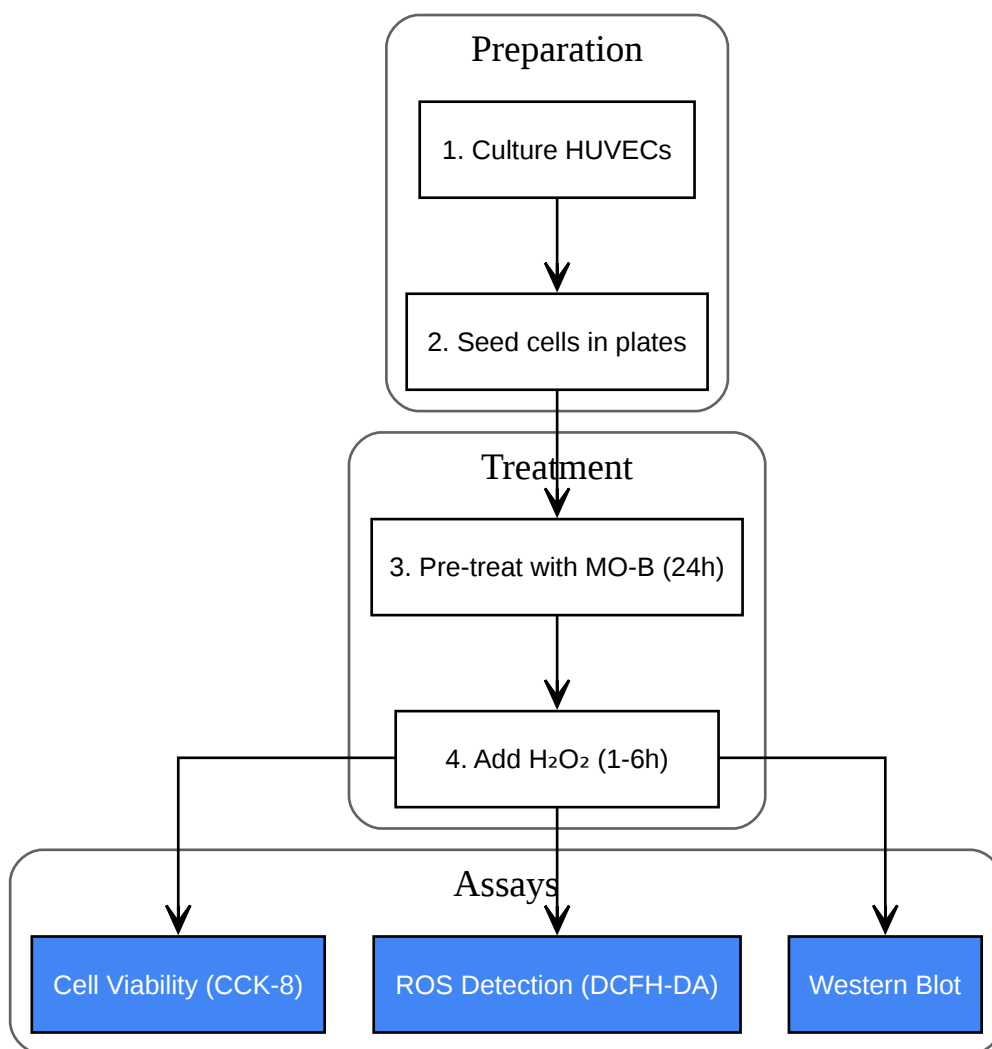 Preparation
1. Culture HUVECs
2. Seed cells in plates
Treatment
3. Pre-treat with MO-B (24h)
4. Add H₂O₂ (1-6h)
Assays
Cell Viability (CCK-8)
ROS Detection (DCFH-DA)
Western Blot